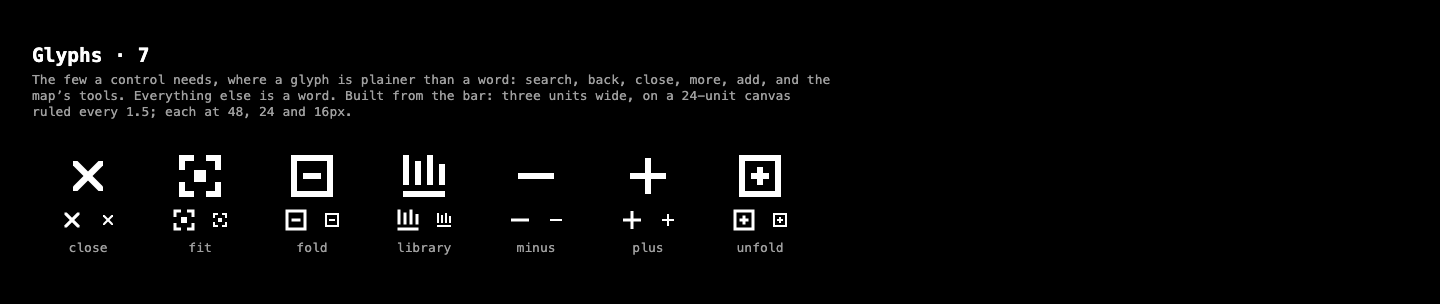 Glyphs · 7
The few a control needs, where a glyph is plainer than a word: search, back, close, more, add, and the
map’s tools. Everything else is a word. Built from the bar: three units wide, on a 24–unit canvas
ruled every 1.5; each at 48, 24 and 16px.
close fit fold library minus plus unfold